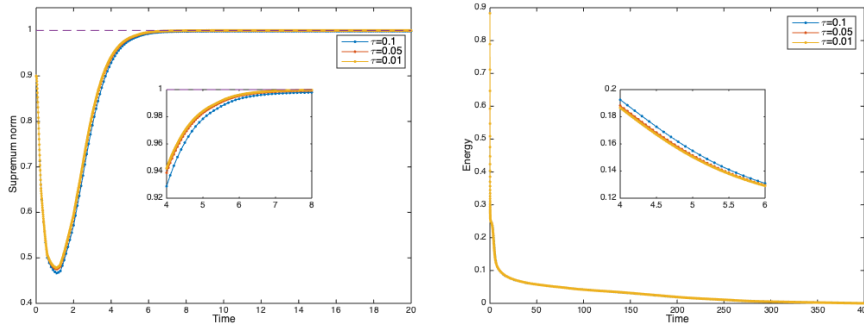 1
0.9
0.8
0.7
0.6
0.5
0.4
Supremum norm
0 2 4 6 8 10 12 14 16 18 20
Time
τ=0.1
τ=0.05
τ=0.01
1
0.98
0.96
0.94
0.92
4 5 6 7 8
0.9
0.8
0.7
0.6
0.5
0.4
0.3
0.2
0.1
0
Energy
0 50 100 150 200 250 300 350 400
Time
τ=0.1
τ=0.05
τ=0.01
0.2
0.18
0.16
0.14
0.12
4 4.5 5 5.5 6